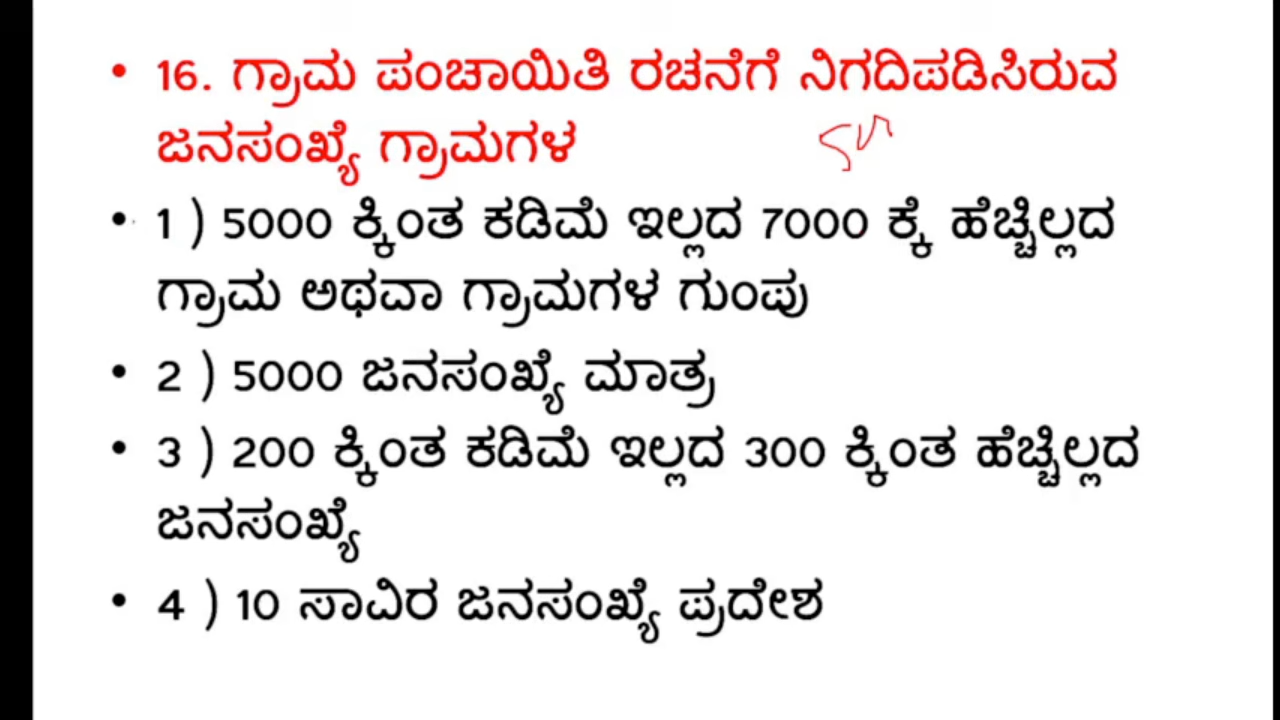 • 16. ಗ್ರಾಮ ಪಂಚಾಯಿತಿ ರಚನೆಗೆ ನಿಗದಿಪಡಿಸಿರುವ
ಜನಸಂಖ್ಯೆ ಗ್ರಾಮಗಳ
• 1 ) 5000 ಕ್ಕಿಂತ ಕಡಿಮೆ ಇಲ್ಲದ 7000 ಕ್ಕೆ ಹೆಚ್ಚಿಲ್ಲದ
ಗ್ರಾಮ ಅಥವಾ ಗ್ರಾಮಗಳ ಗುಂಪು
• 2 ) 5000 ಜನಸಂಖ್ಯೆ ಮಾತ್ರ
• 3 ) 200 ಕ್ಕಿಂತ ಕಡಿಮೆ ಇಲ್ಲದ 300 ಕ್ಕಿಂತ ಹೆಚ್ಚಿಲ್ಲದ
ಜನಸಂಖ್ಯೆ
• 4 ) 10 ಸಾವಿರ ಜನಸಂಖ್ಯೆ ಪ್ರದೇಶ